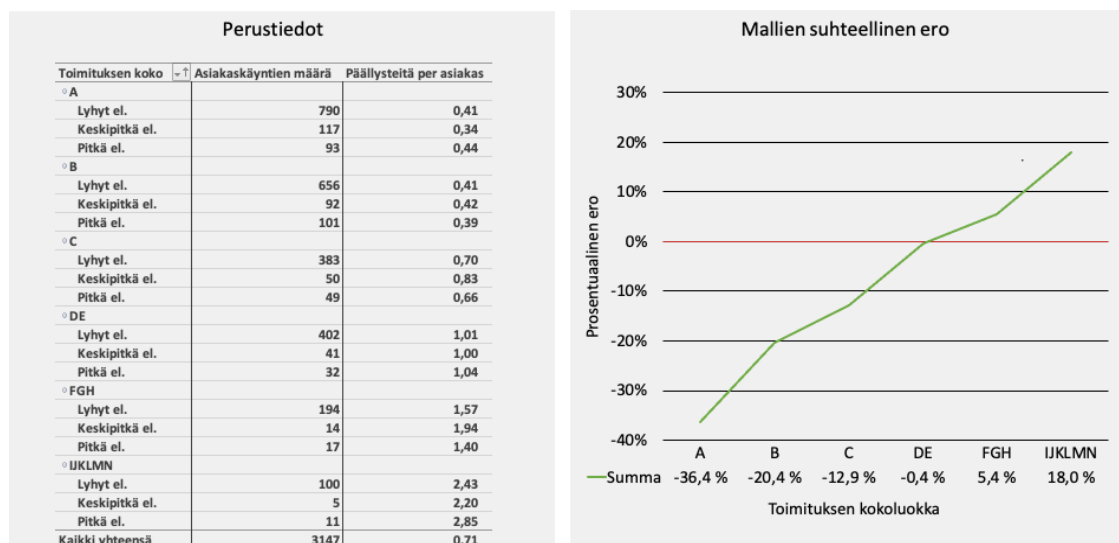 Perustiedot
Toimituksen koko Asiakaskäyntien määrä Päällysteitä per asiakas
A
Lyhyt el. 790 0,41
Keskipitkä el. 117 0,34
Pitkä el. 93 0,44
B
Lyhyt el. 656 0,41
Keskipitkä el. 92 0,42
Pitkä el. 101 0,39
C
Lyhyt el. 383 0,70
Keskipitkä el. 50 0,83
Pitkä el. 49 0,66
DE
Lyhyt el. 402 1,01
Keskipitkä el. 41 1,00
Pitkä el. 32 1,04
FGH
Lyhyt el. 194 1,57
Keskipitkä el. 14 1,94
Pitkä el. 17 1,40
IJKLMN
Lyhyt el. 100 2,43
Keskipitkä el. 5 2,20
Pitkä el. 11 2,85
Kaikki yhteensä 3147 0,71
Mallien suhteellinen ero
Prosentuaalinen ero
30%
20%
10%
0%
-10%
-20%
-30%
-40%
A B C DE FGH IJKLMN
Summa -36,4 % -20,4 % -12,9 % -0,4 % 5,4 % 18,0 %
Toimituksen kokoluokka